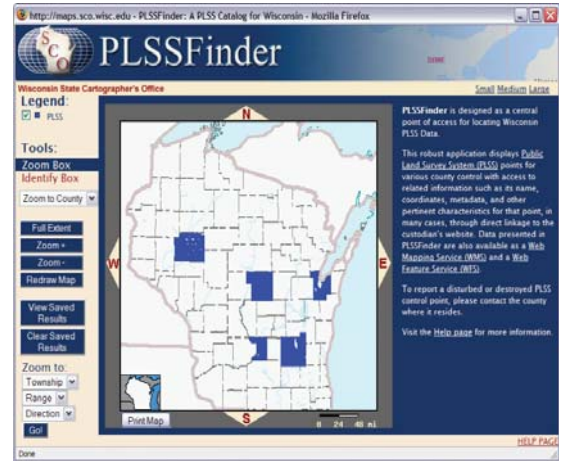 http://maps.sco.wisc.edu - PLSSFinder: A PLSS Catalog for Wisconsin - Mozilla Firefox
SCO
PLSSFinder
HOME
Wisconsin State Cartographer's Office
Small Medium Large
Legend:
PLSS
Tools:
Zoom Box
Identify Box
Zoom to County
Full Extent
Zoom +
Zoom -
Redraw Map
View Saved
Results
Clear Saved
Results
Zoom to:
Township
Range
Direction
Go!
N
W
E
S
Print Map
0 24 48 mi
PLSSFinder is designed as a central
point of access for locating Wisconsin
PLSS Data.
This robust application displays Public
Land Survey System (PLSS) points for
various county control with access to
related information such as its name,
coordinates, metadata, and other
pertinent characteristics for that point, in
many cases, through direct linkage to the
custodian's website. Data presented in
PLSSFinder are also available as a Web
Mapping Service (WMS) and a Web
Feature Service (WFS).
To report a disturbed or destroyed PLSS
control point, please contact the county
where it resides.
Visit the Help page for more information.
HELP PAGE
Done